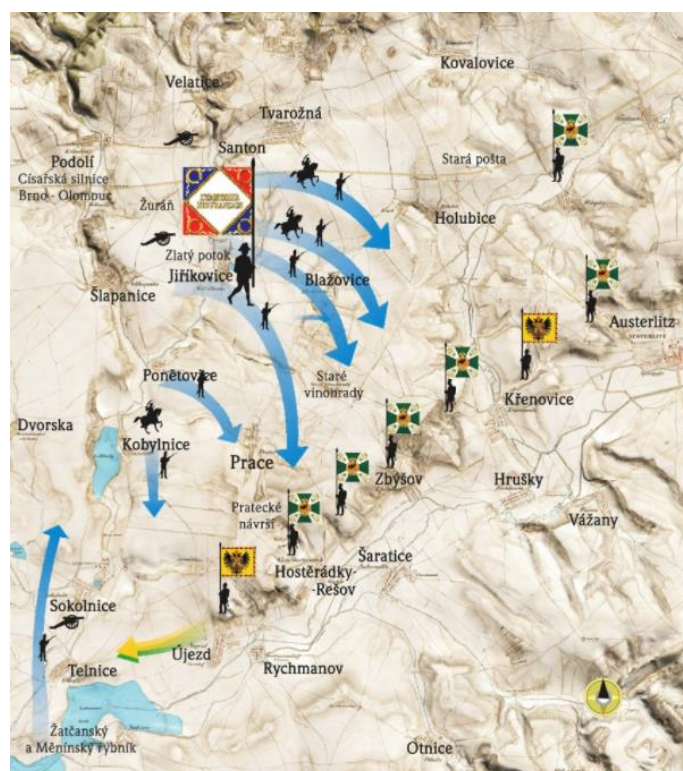 Kovalovice
Velatice
Tvarožná
Santon
Podolí
Císařská silnice
Brno - Olomouc
Stará pošta
Žuráň
Holubice
Zlatý potok
Jiříkovice
Blažovice
Šlapanice
Austerlitz
AUSTERLITZ
Ponětovice
Staré
vinohrady
Křenovice
Dvorska
Kobylnice
Prace
Zbýšov
Hrušky
Pratecké
návrší
Vážany
Šaratice
Hostěrádky-
-Rešov
Sokolnice
Újezd
Rychmanov
Telnice
Žatčanský
a Měnínský rybník
Otnice